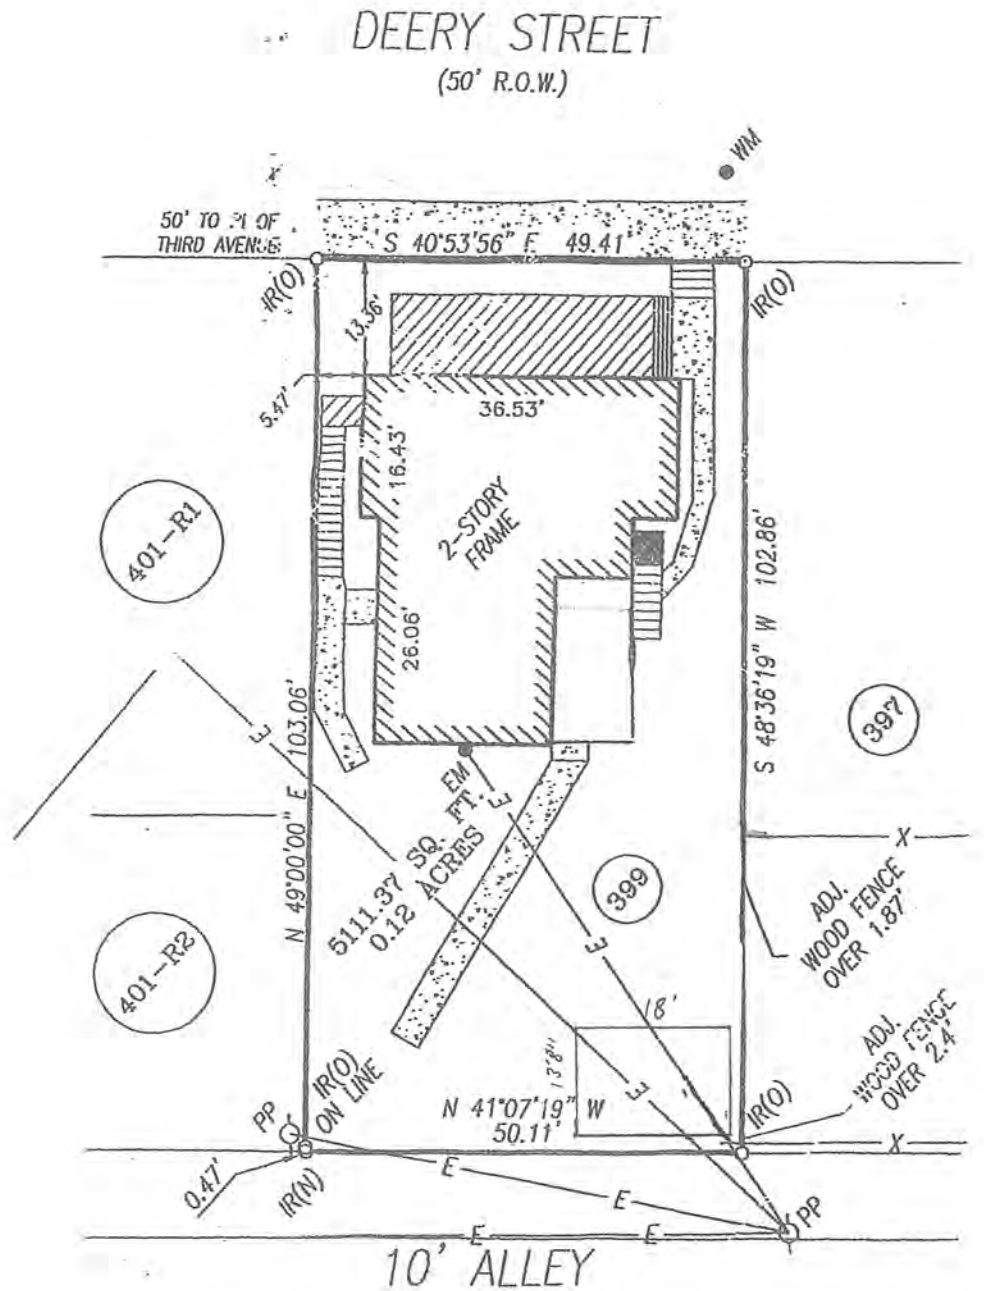 DEERY STREET
(50' R.O.W.)
WM
X
50' TO PI OF
THIRD AVENUE
S 40°53'56" E 49.41'
IR(O)
IR(O)
13.36'
5.47'
36.53'
16.43'
2-STORY
FRAME
401-R1
26.06'
S 48°36'19" W 102.86'
397
N 49°00'00" E 103.06'
E
EM
E
5111.37 SQ. FT.
0.12 ACRES
399
X
ADJ.
WOOD FENCE
OVER 1.87'
401-R2
E
18'
13'8"
E
ADJ.
WOOD FENCE
OVER 2.4'
IR(O)
ON LINE
N 41°07'19" W
50.11'
IR(O)
PP
X
0.47'
IR(N)
E
E
PP
E
E
10' ALLEY